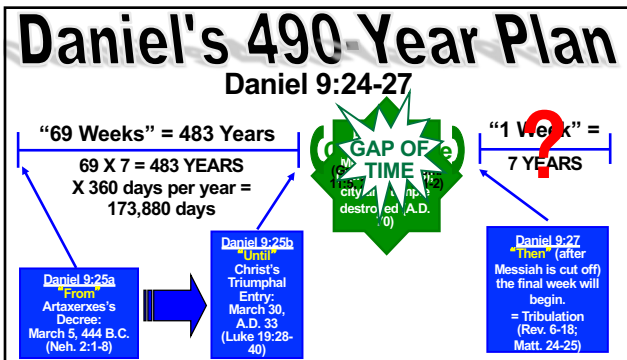 Daniel's 490-Year Plan
Daniel 9:24-27
“69 Weeks” = 483 Years
69 X 7 = 483 YEARS
X 360 days per year =
173,880 days
GAP OF
TIME
destroyed (A.D.
“1 Week” =
?
7 YEARS
Daniel 9:25a
“From”
Artaxerxes’s
Decree:
March 5, 444 B.C.
(Neh. 2:1-8)
Daniel 9:25b
“Until”
Christ’s
Triumphal
Entry:
March 30,
A.D. 33
(Luke 19:28-
40)
Daniel 9:27
“Then” (after
Messiah is cut off)
the final week will
begin.
= Tribulation
(Rev. 6-18;
Matt. 24-25)